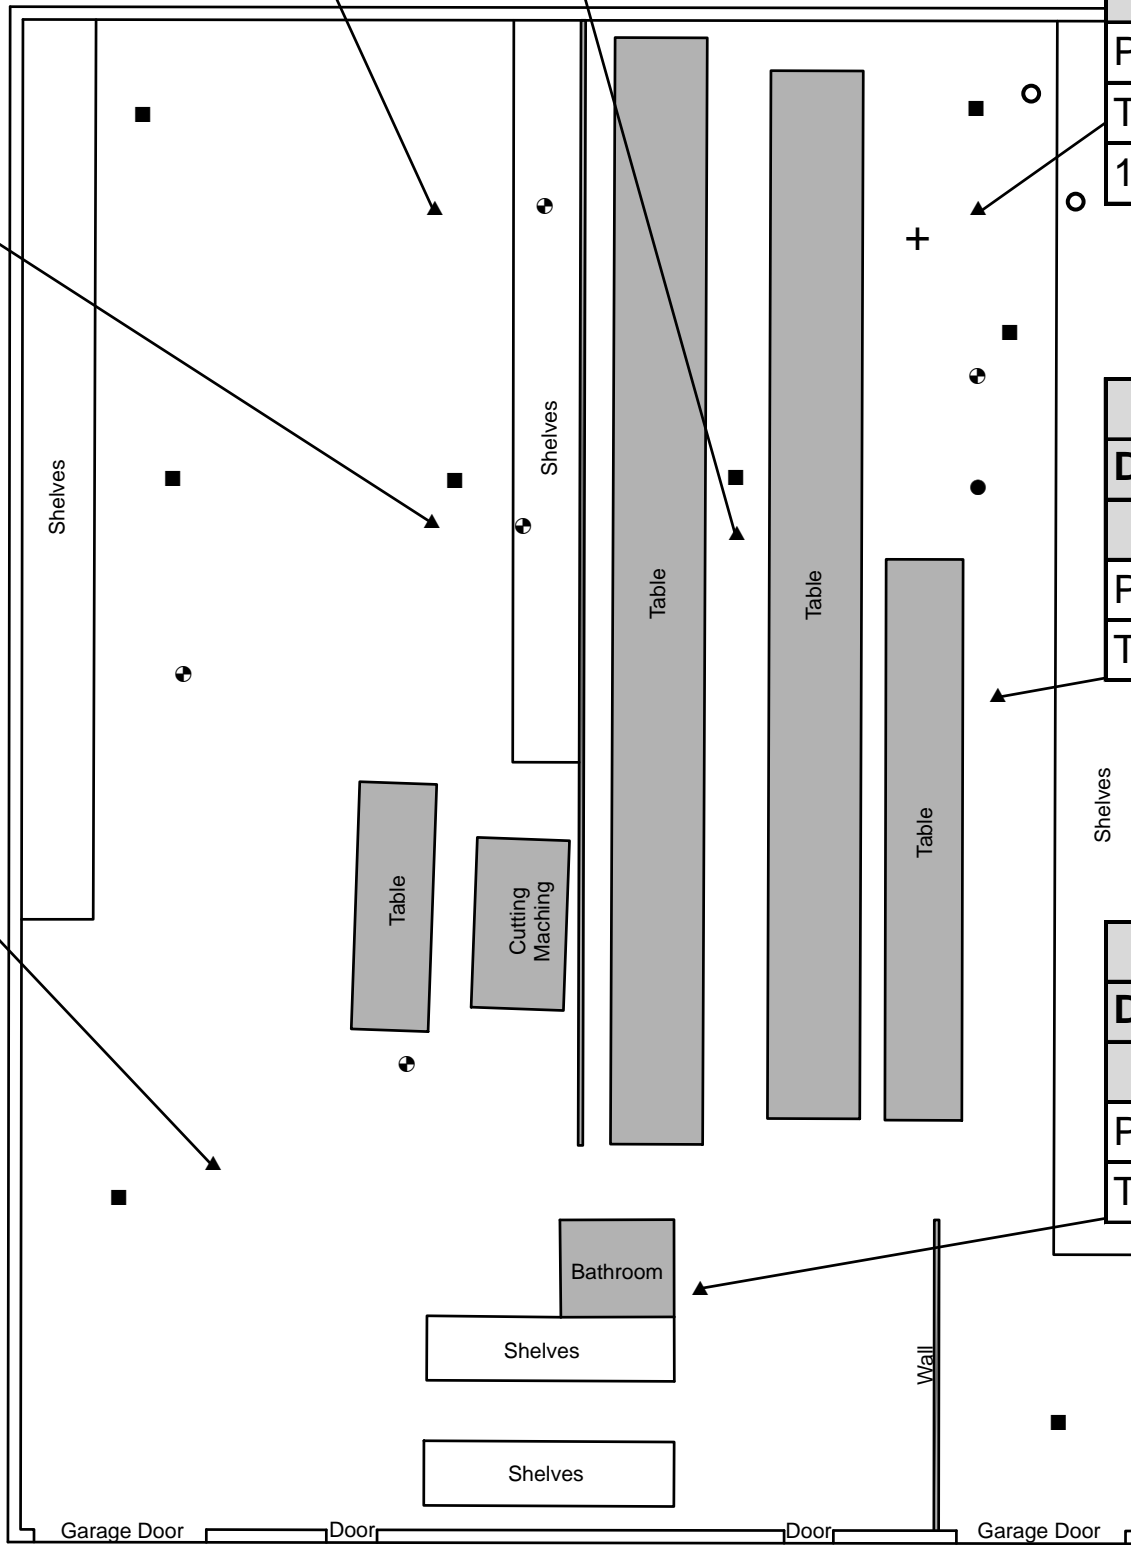 P
T
1
Shelves
Shelves
D
P
T
Table
Table
Table
Shelves
Table
Cutting
Maching
D
P
T
Bathroom
Shelves
Wall
Shelves
Garage Door
Door
Door
Garage Door